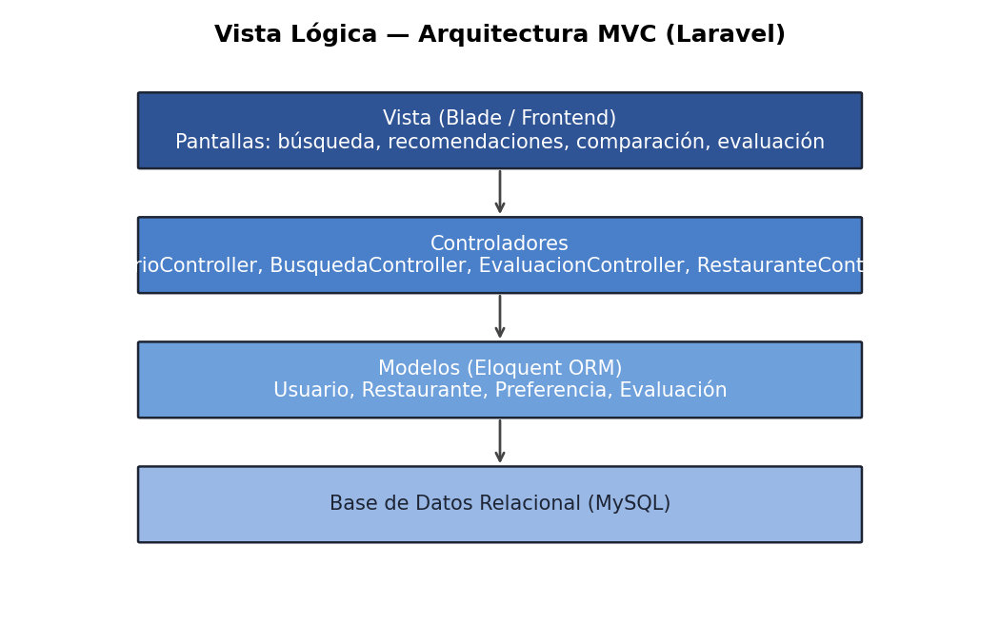 Vista Lógica — Arquitectura MVC (Laravel)
Vista (Blade / Frontend)
Pantallas: búsqueda, recomendaciones, comparación, evaluación
Controladores
rioController, BusquedaController, EvaluacionController, RestauranteCont
Modelos (Eloquent ORM)
Usuario, Restaurante, Preferencia, Evaluación
Base de Datos Relacional (MySQL)